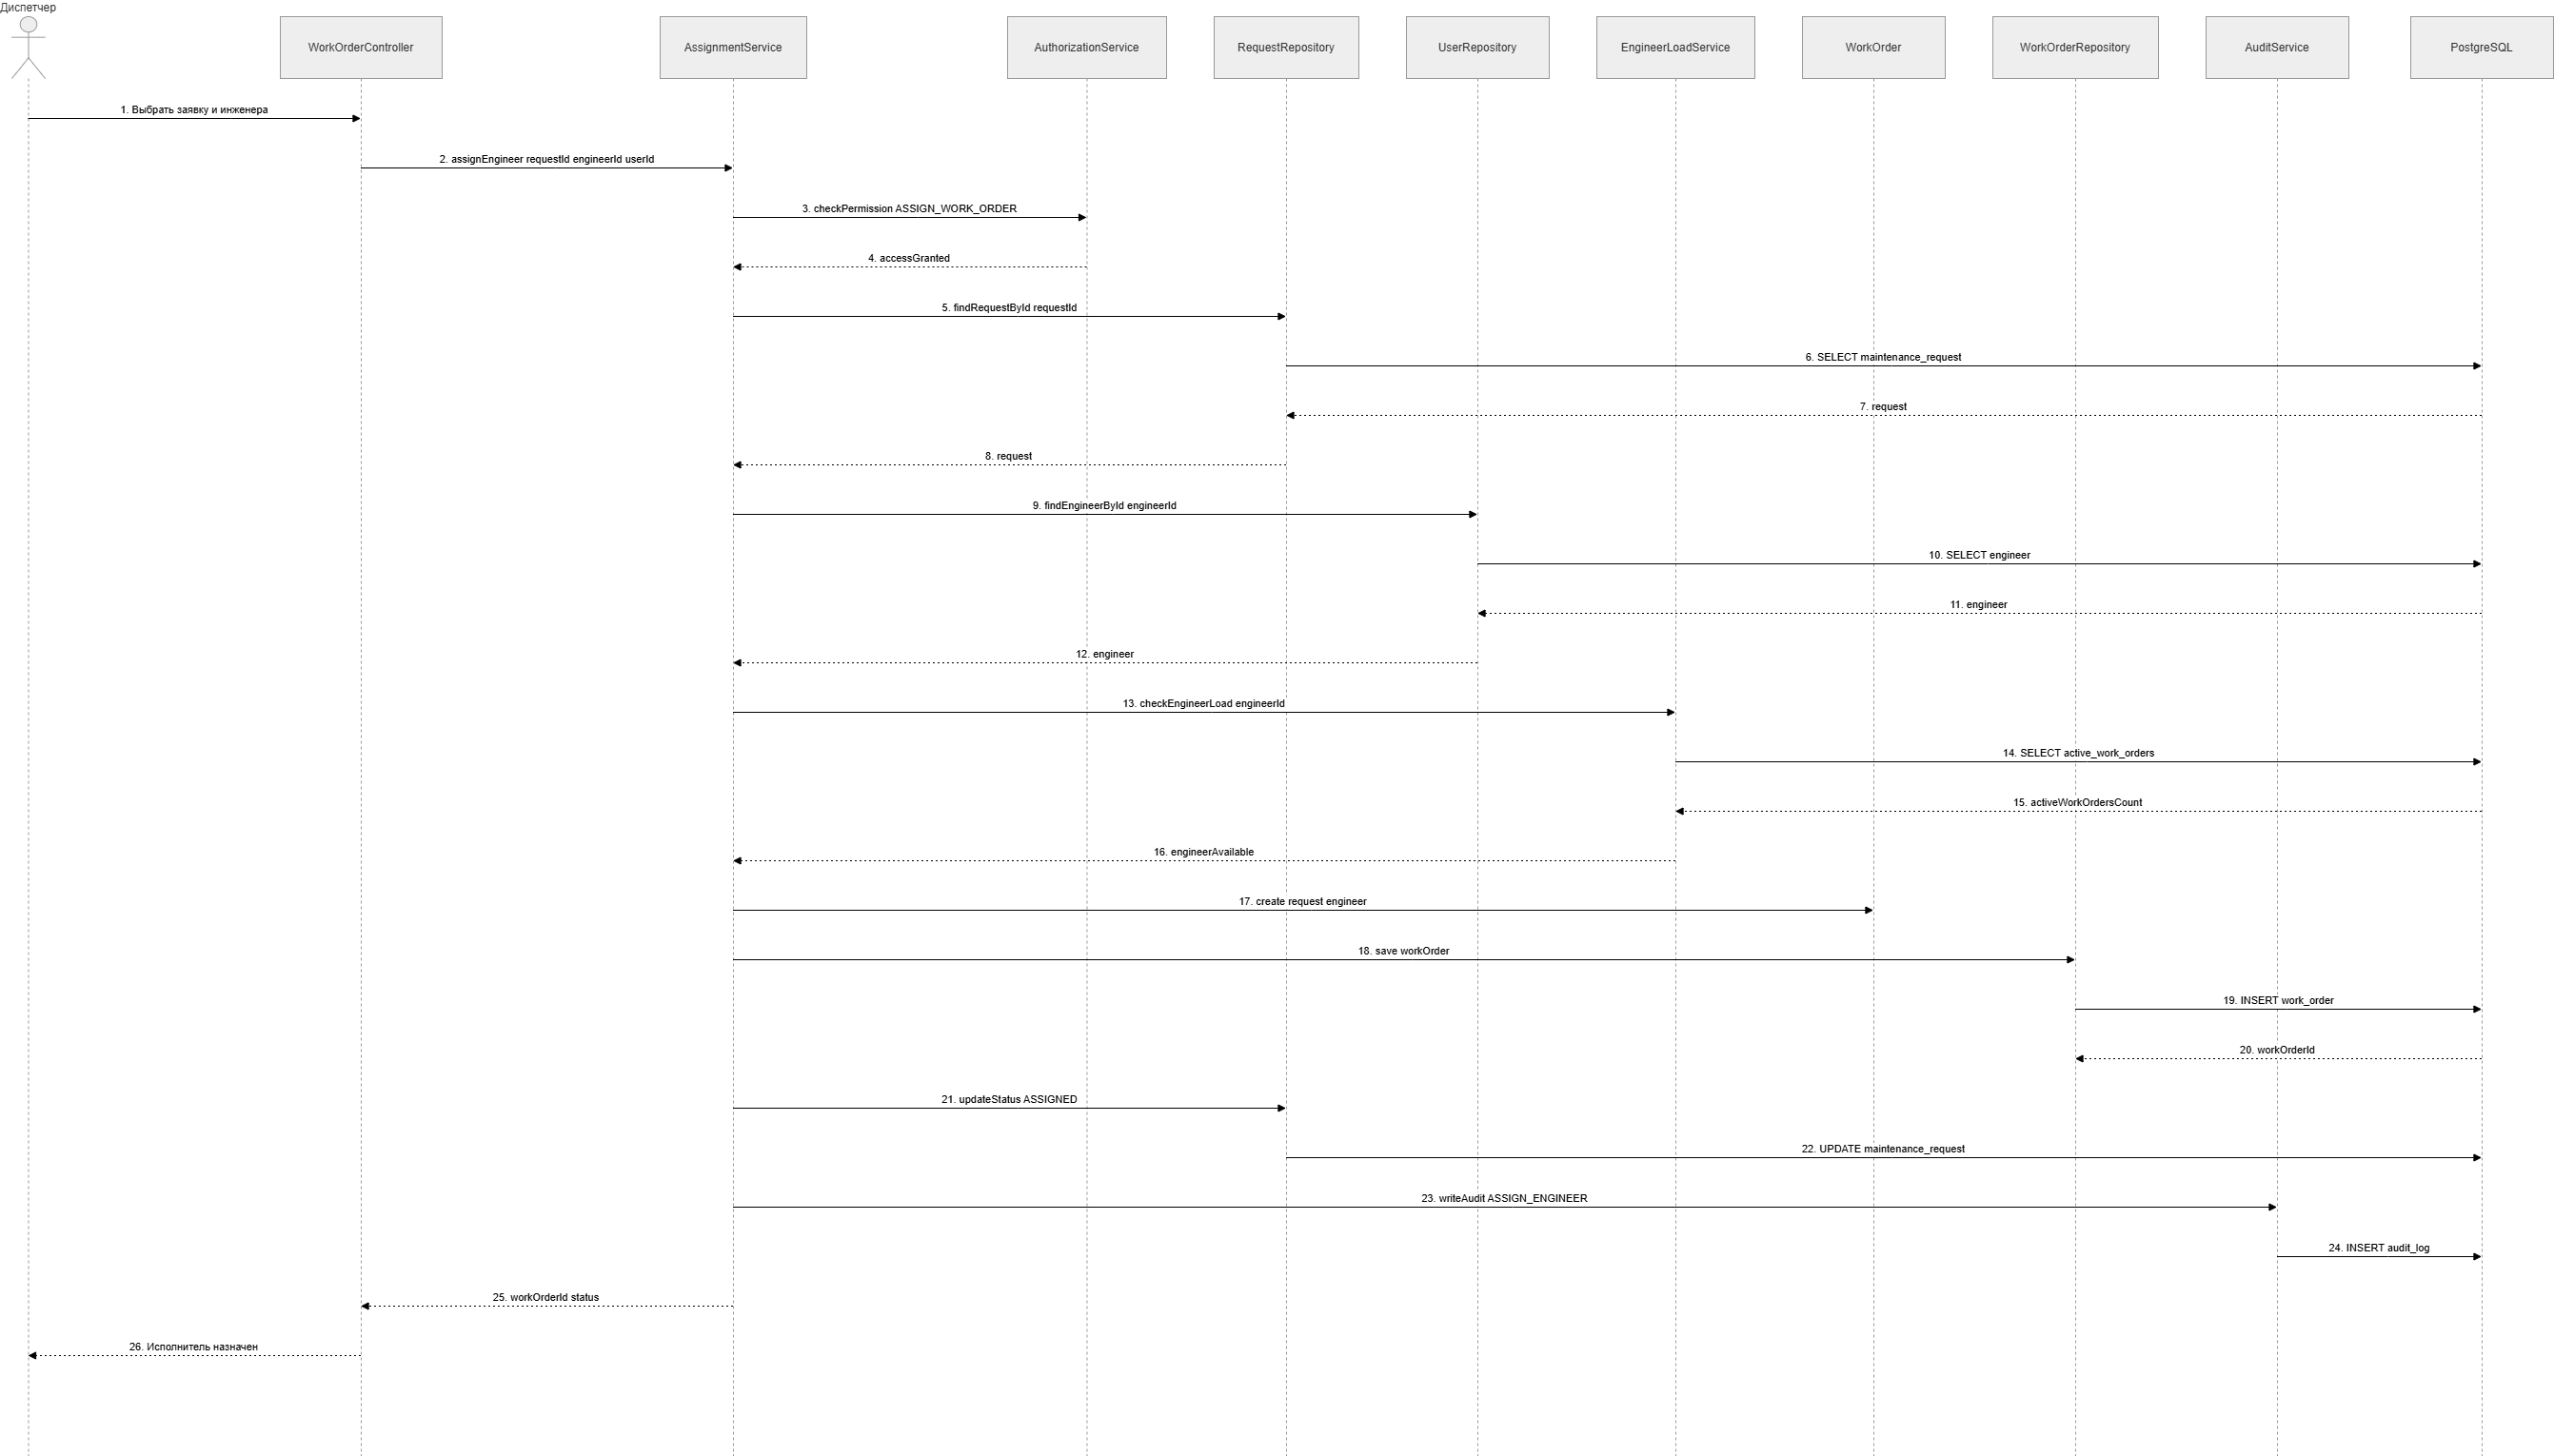 Диспетчер
WorkOrderController
AssignmentService
AuthorizationService
RequestRepository
UserRepository
EngineerLoadService
WorkOrder
WorkOrderRepository
AuditService
PostgreSQL
1. Выбрать заявку и инженера
2. assignEngineer requestId engineerId userId
3. checkPermission ASSIGN_WORK_ORDER
4. accessGranted
5. findRequestById requestId
6. SELECT maintenance_request
7. request
8. request
9. findEngineerById engineerId
10. SELECT engineer
11. engineer
12. engineer
13. checkEngineerLoad engineerId
14. SELECT active_work_orders
15. activeWorkOrdersCount
16. engineerAvailable
17. create request engineer
18. save workOrder
19. INSERT work_order
20. workOrderId
21. updateStatus ASSIGNED
22. UPDATE maintenance_request
23. writeAudit ASSIGN_ENGINEER
24. INSERT audit_log
25. workOrderId status
26. Исполнитель назначен